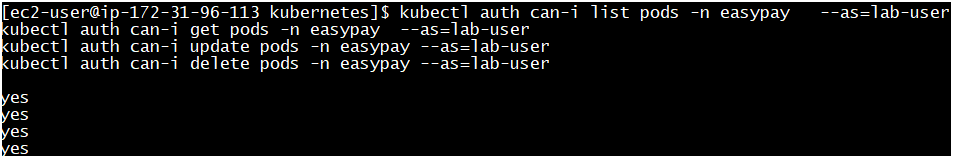 [ec2-user@ip-172-31-96-113 kubernetes]$ kubectl auth can-i list pods -n easypay   --as=lab-user
kubectl auth can-i get pods -n easypay  --as=lab-user
kubectl auth can-i update pods -n easypay --as=lab-user
kubectl auth can-i delete pods -n easypay --as=lab-user
yes
yes
yes
yes